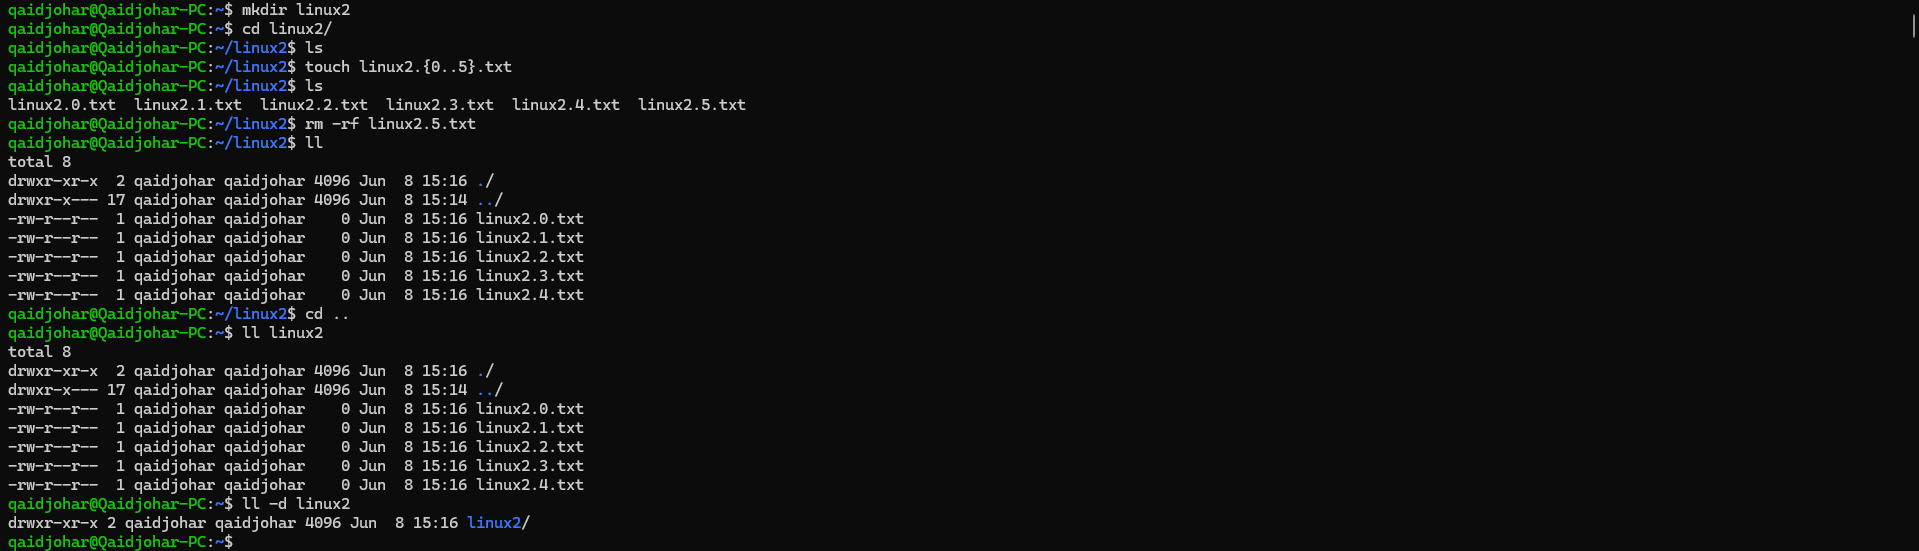 qaidjohar@Qaidjohar-PC:~$ mkdir linux2
qaidjohar@Qaidjohar-PC:~$ cd linux2/
qaidjohar@Qaidjohar-PC:~/linux2$ ls
qaidjohar@Qaidjohar-PC:~/linux2$ touch linux2.{0..5}.txt
qaidjohar@Qaidjohar-PC:~/linux2$ ls
linux2.0.txt  linux2.1.txt  linux2.2.txt  linux2.3.txt  linux2.4.txt  linux2.5.txt
qaidjohar@Qaidjohar-PC:~/linux2$ rm -rf linux2.5.txt
qaidjohar@Qaidjohar-PC:~/linux2$ ll
total 8
drwxr-xr-x  2 qaidjohar qaidjohar 4096 Jun  8 15:16 ./
drwxr-x--- 17 qaidjohar qaidjohar 4096 Jun  8 15:14 ../
-rw-r--r--  1 qaidjohar qaidjohar    0 Jun  8 15:16 linux2.0.txt
-rw-r--r--  1 qaidjohar qaidjohar    0 Jun  8 15:16 linux2.1.txt
-rw-r--r--  1 qaidjohar qaidjohar    0 Jun  8 15:16 linux2.2.txt
-rw-r--r--  1 qaidjohar qaidjohar    0 Jun  8 15:16 linux2.3.txt
-rw-r--r--  1 qaidjohar qaidjohar    0 Jun  8 15:16 linux2.4.txt
qaidjohar@Qaidjohar-PC:~/linux2$ cd ..
qaidjohar@Qaidjohar-PC:~$ ll linux2
total 8
drwxr-xr-x  2 qaidjohar qaidjohar 4096 Jun  8 15:16 ./
drwxr-x--- 17 qaidjohar qaidjohar 4096 Jun  8 15:14 ../
-rw-r--r--  1 qaidjohar qaidjohar    0 Jun  8 15:16 linux2.0.txt
-rw-r--r--  1 qaidjohar qaidjohar    0 Jun  8 15:16 linux2.1.txt
-rw-r--r--  1 qaidjohar qaidjohar    0 Jun  8 15:16 linux2.2.txt
-rw-r--r--  1 qaidjohar qaidjohar    0 Jun  8 15:16 linux2.3.txt
-rw-r--r--  1 qaidjohar qaidjohar    0 Jun  8 15:16 linux2.4.txt
qaidjohar@Qaidjohar-PC:~$ ll -d linux2
drwxr-xr-x 2 qaidjohar qaidjohar 4096 Jun  8 15:16 linux2/
qaidjohar@Qaidjohar-PC:~$